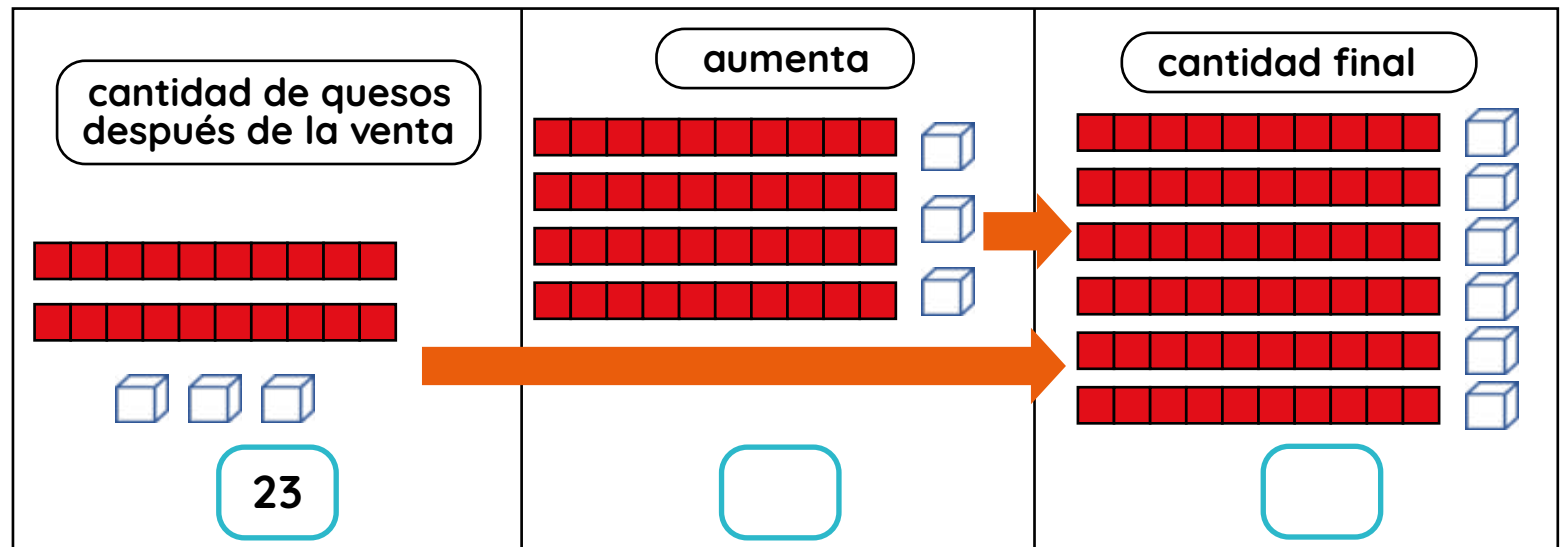 cantidad de quesos
después de la venta
23
aumenta
cantidad final